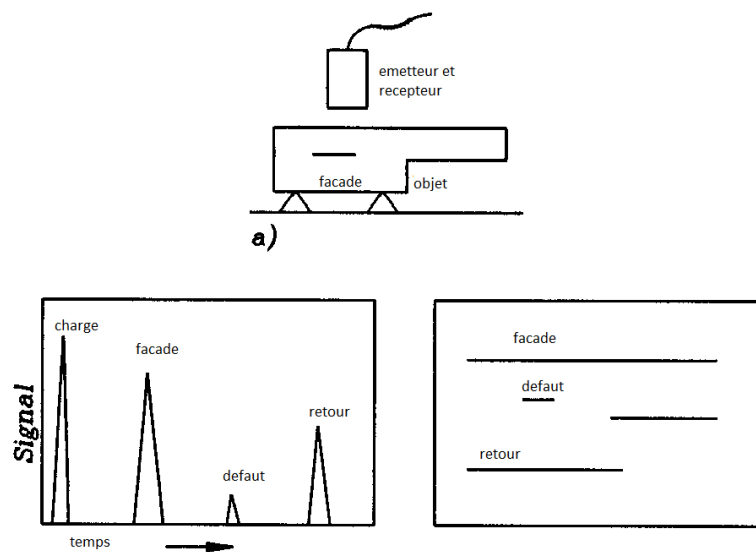 emetteur et
recepteur
facade
objet
a)
charge
facade
retour
defaut
Signal
temps
facade
defaut
retour